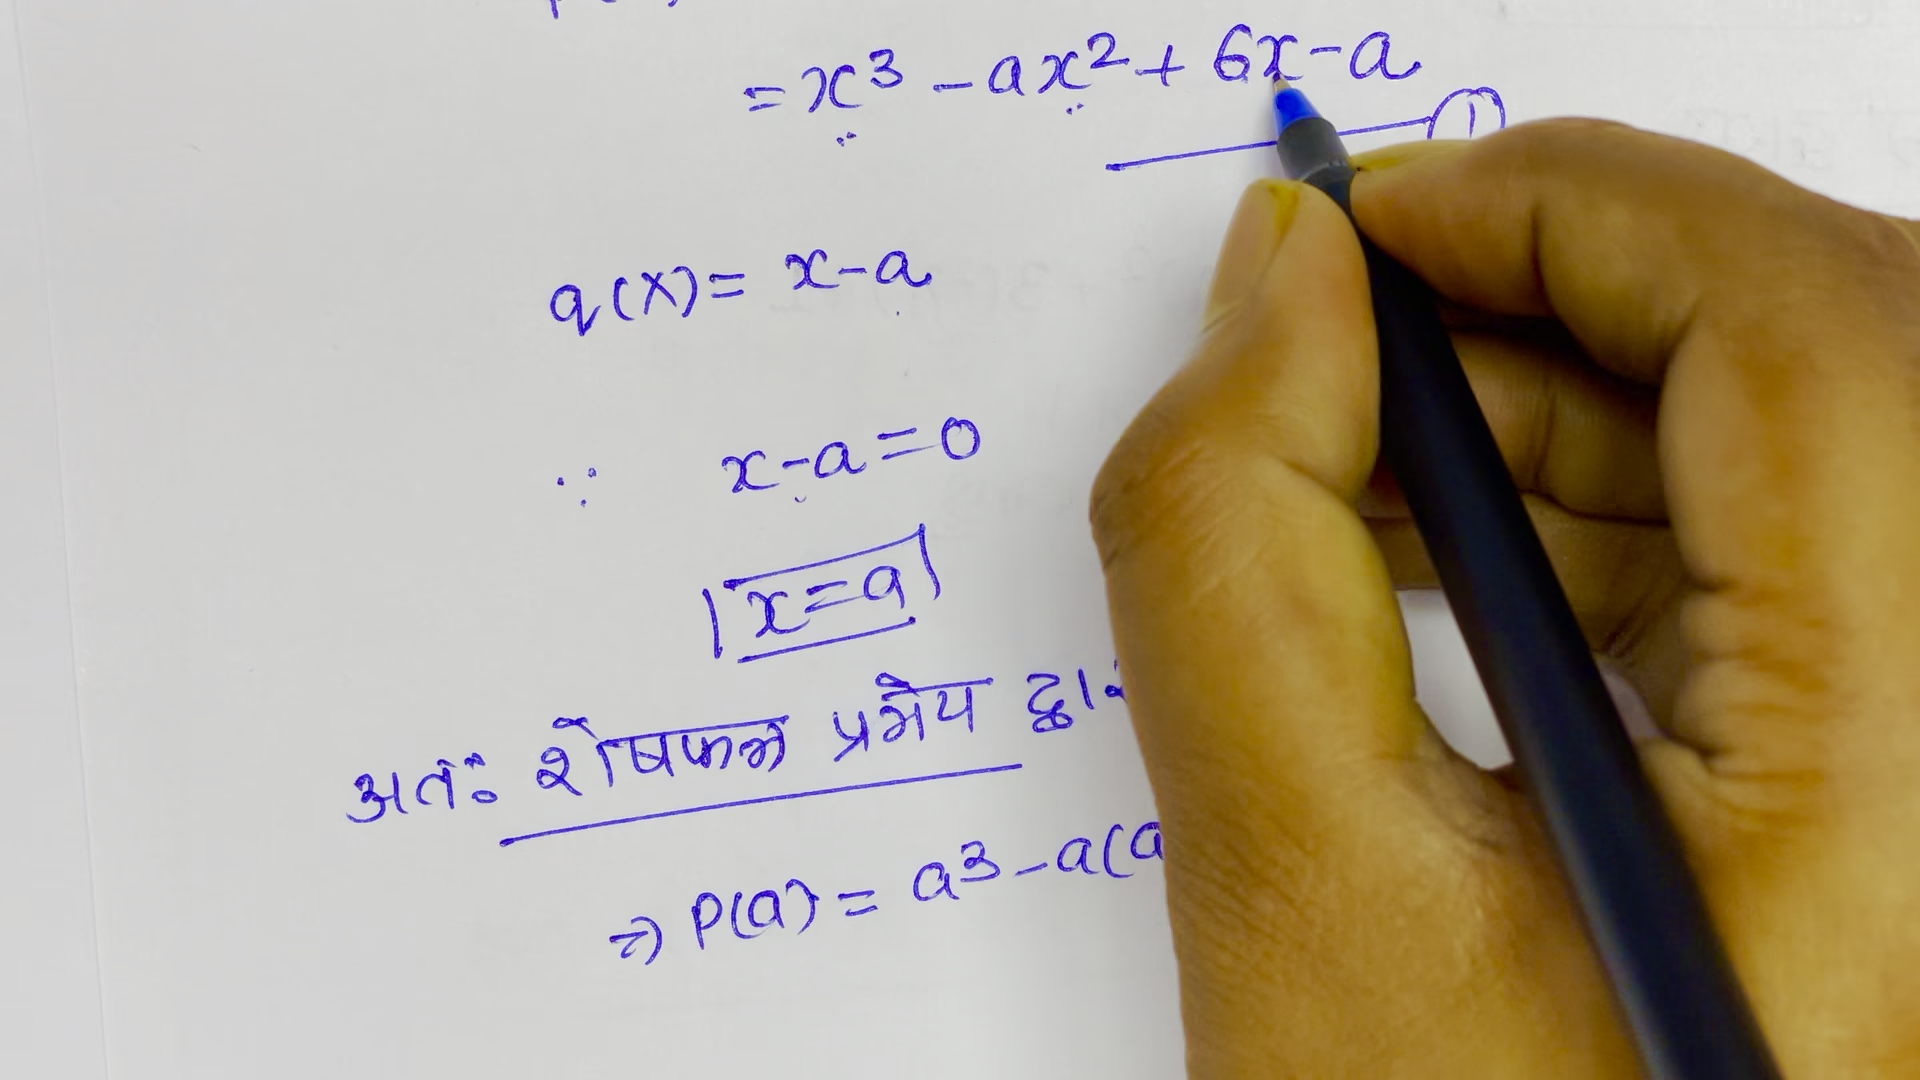 = x³ - ax² + 6x - a
①
q(x) = x - a
∵ x - a = 0
x = a
अतः शेषफल प्रमेय द्वा
⇒ P(a) = a³ - a(a